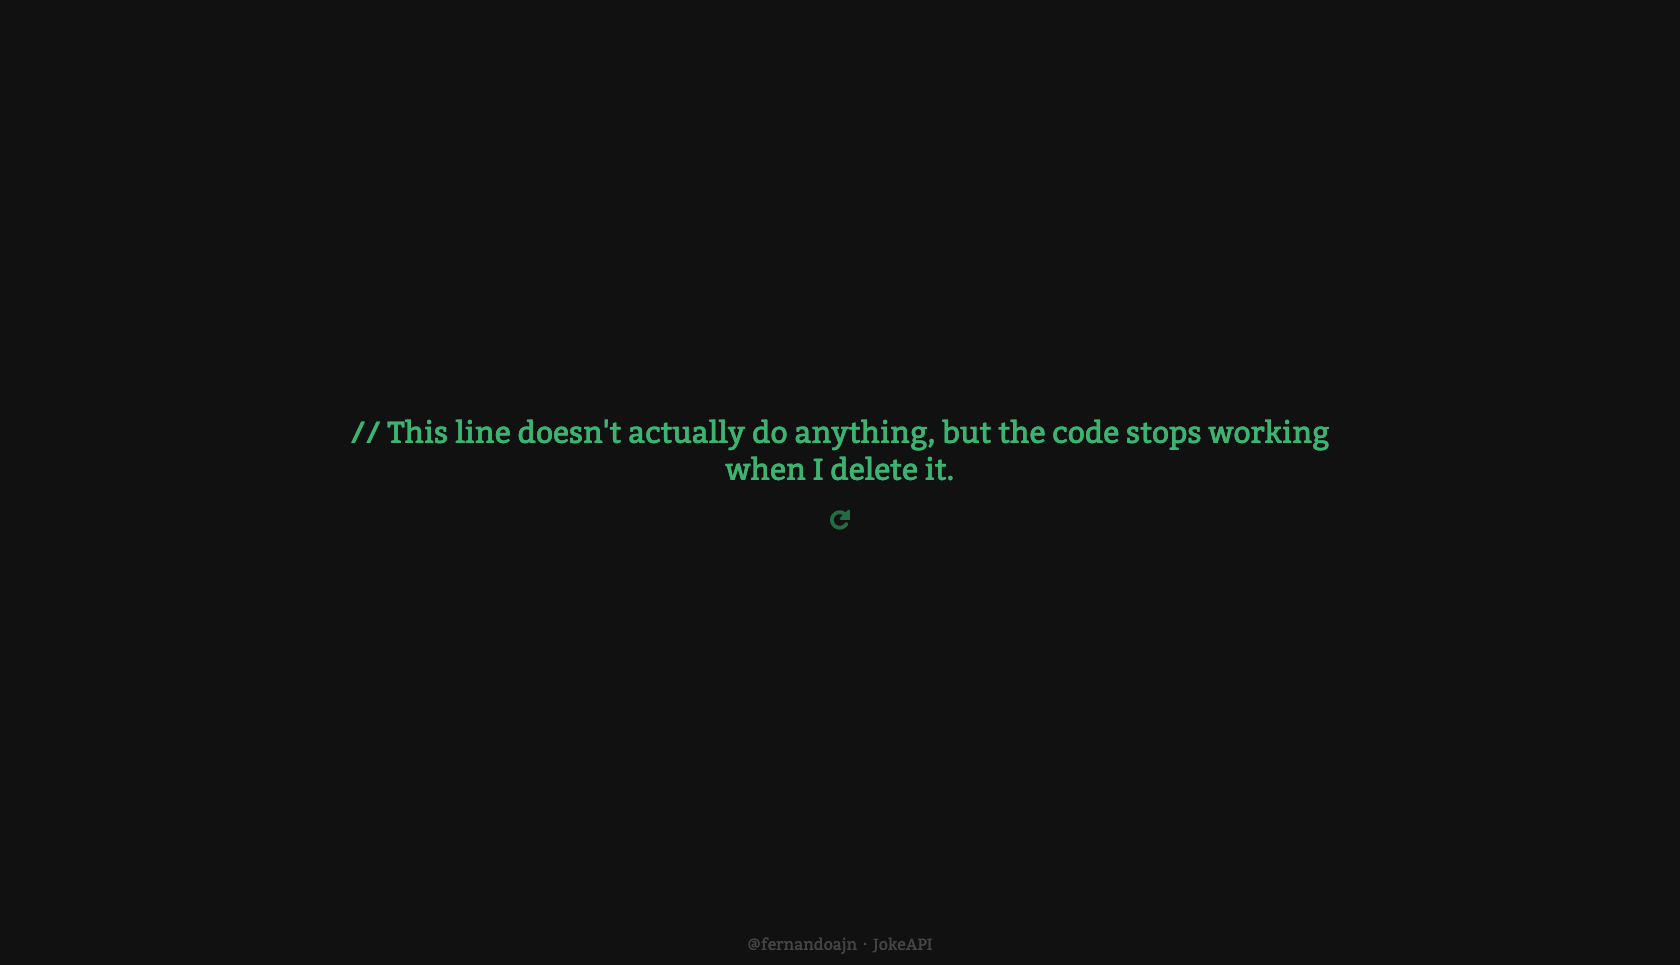 // This line doesn't actually do anything, but the code stops working
when I delete it.
@fernandoajn · JokeAPI